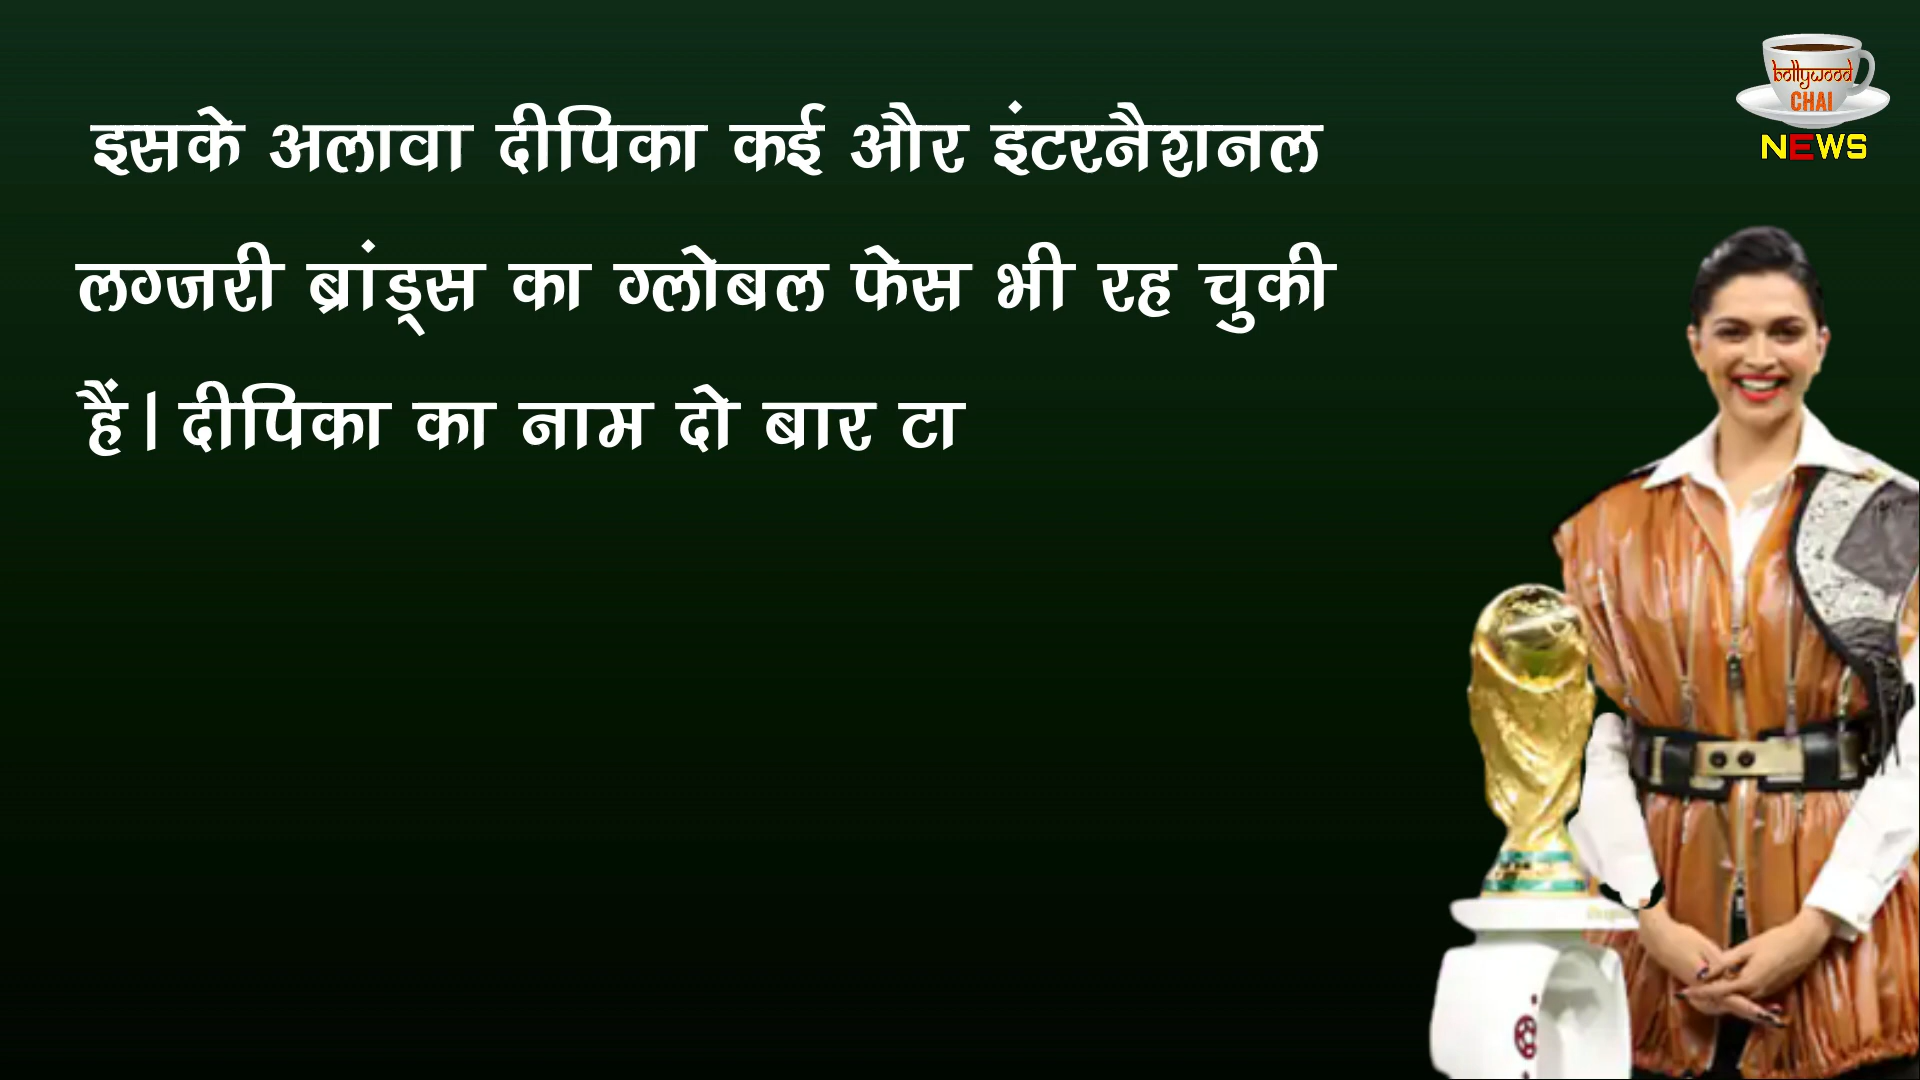 bollywood
CHAI
NEWS
इसके अलावा दीपिका कई और इंटरनैशनल
लग्जरी ब्रांड्स का ग्लोबल फेस भी रह चुकी
हैं। दीपिका का नाम दो बार टा